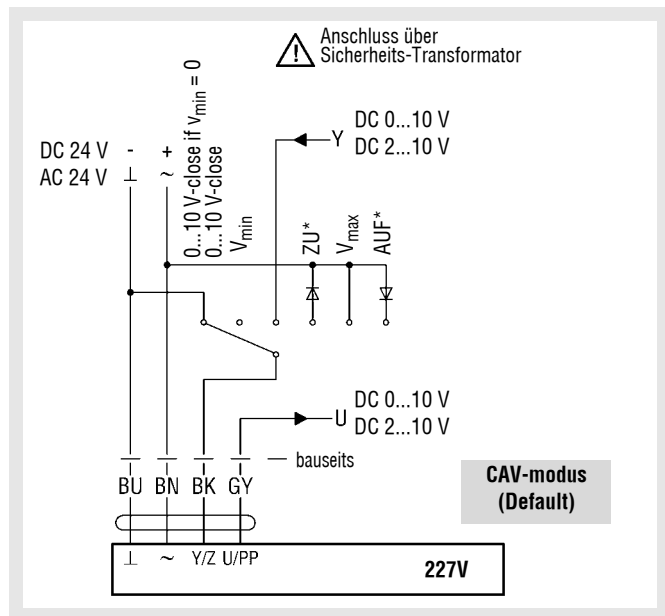 Anschluss über
Sicherheits-Transformator
DC 24 V - +
AC 24 V ⊥ ~
0...10 V-close if vmin = 0
0...10 V-close
Vmin
Y
DC 0...10 V
DC 2...10 V
ZU*
Vmax
AUF*
U
DC 0...10 V
DC 2...10 V
bauseits
BU BN BK GY
CAV-modus
(Default)
⊥ ~ Y/Z U/PP
227V